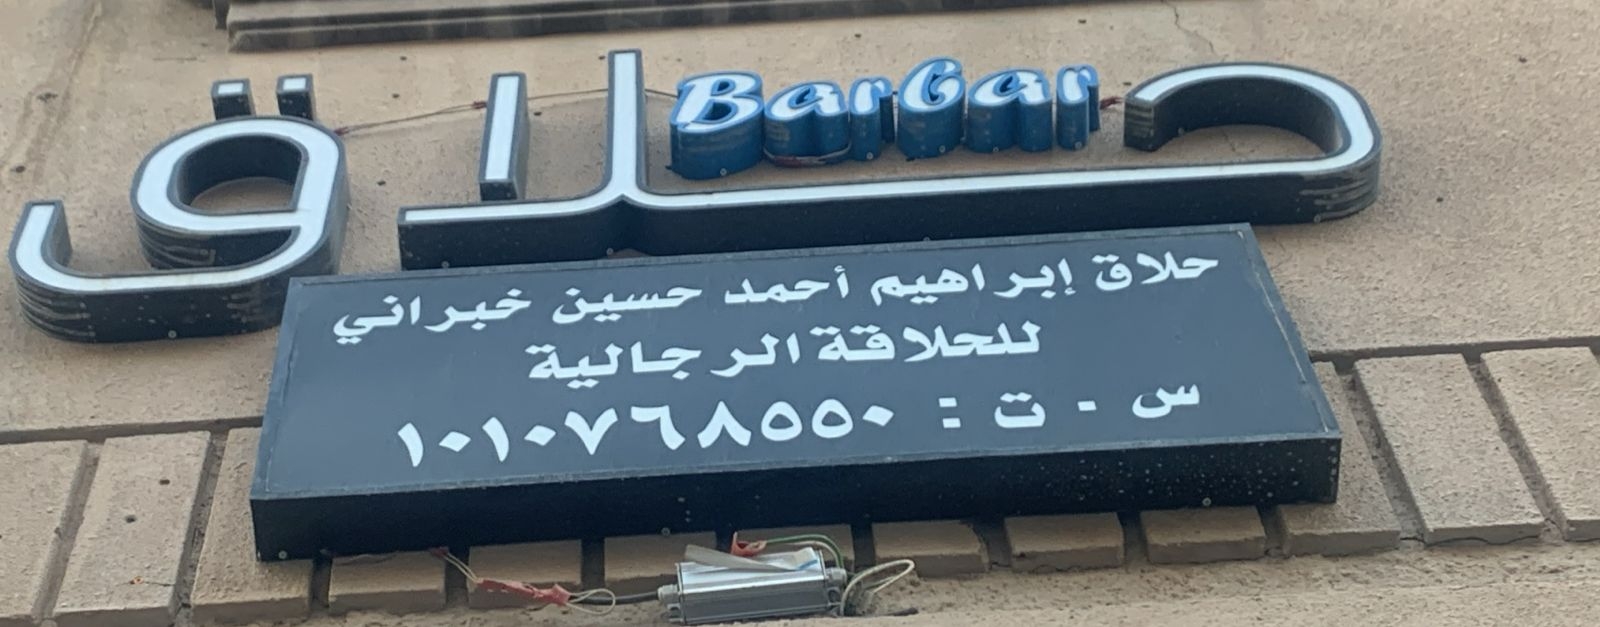 حلاق
BarBar
حلاق إبراهيم أحمد حسين خبراني
للحلاقة الرجالية
س . ت : ١٠١٠٧٦٨٥٥٠